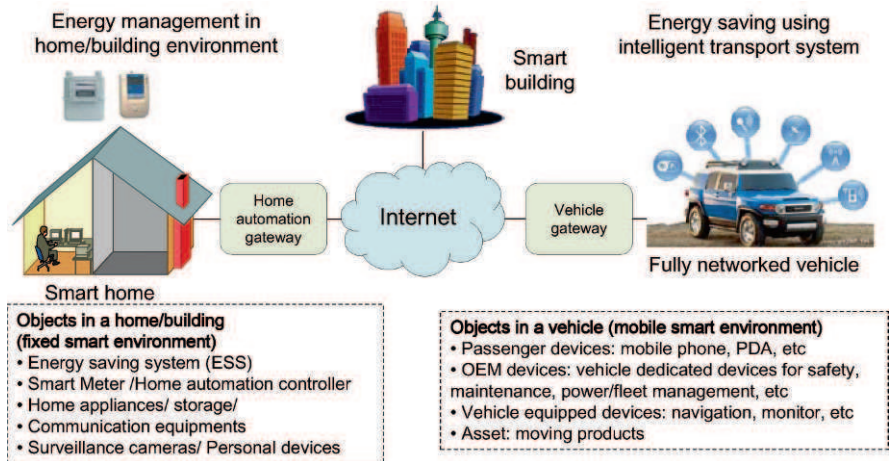 Energy management in
home/building environment
Smart
building
Energy saving using
intelligent transport system
Home
automation
gateway
Internet
Vehicle
gateway
Smart home
Fully networked vehicle
Objects in a home/building
(fixed smart environment)
• Energy saving system (ESS)
• Smart Meter /Home automation controller
• Home appliances/ storage/
• Communication equipments
• Surveillance cameras/ Personal devices
Objects in a vehicle (mobile smart environment)
• Passenger devices: mobile phone, PDA, etc
• OEM devices: vehicle dedicated devices for safety,
maintenance, power/fleet management, etc
• Vehicle equipped devices: navigation, monitor, etc
• Asset: moving products